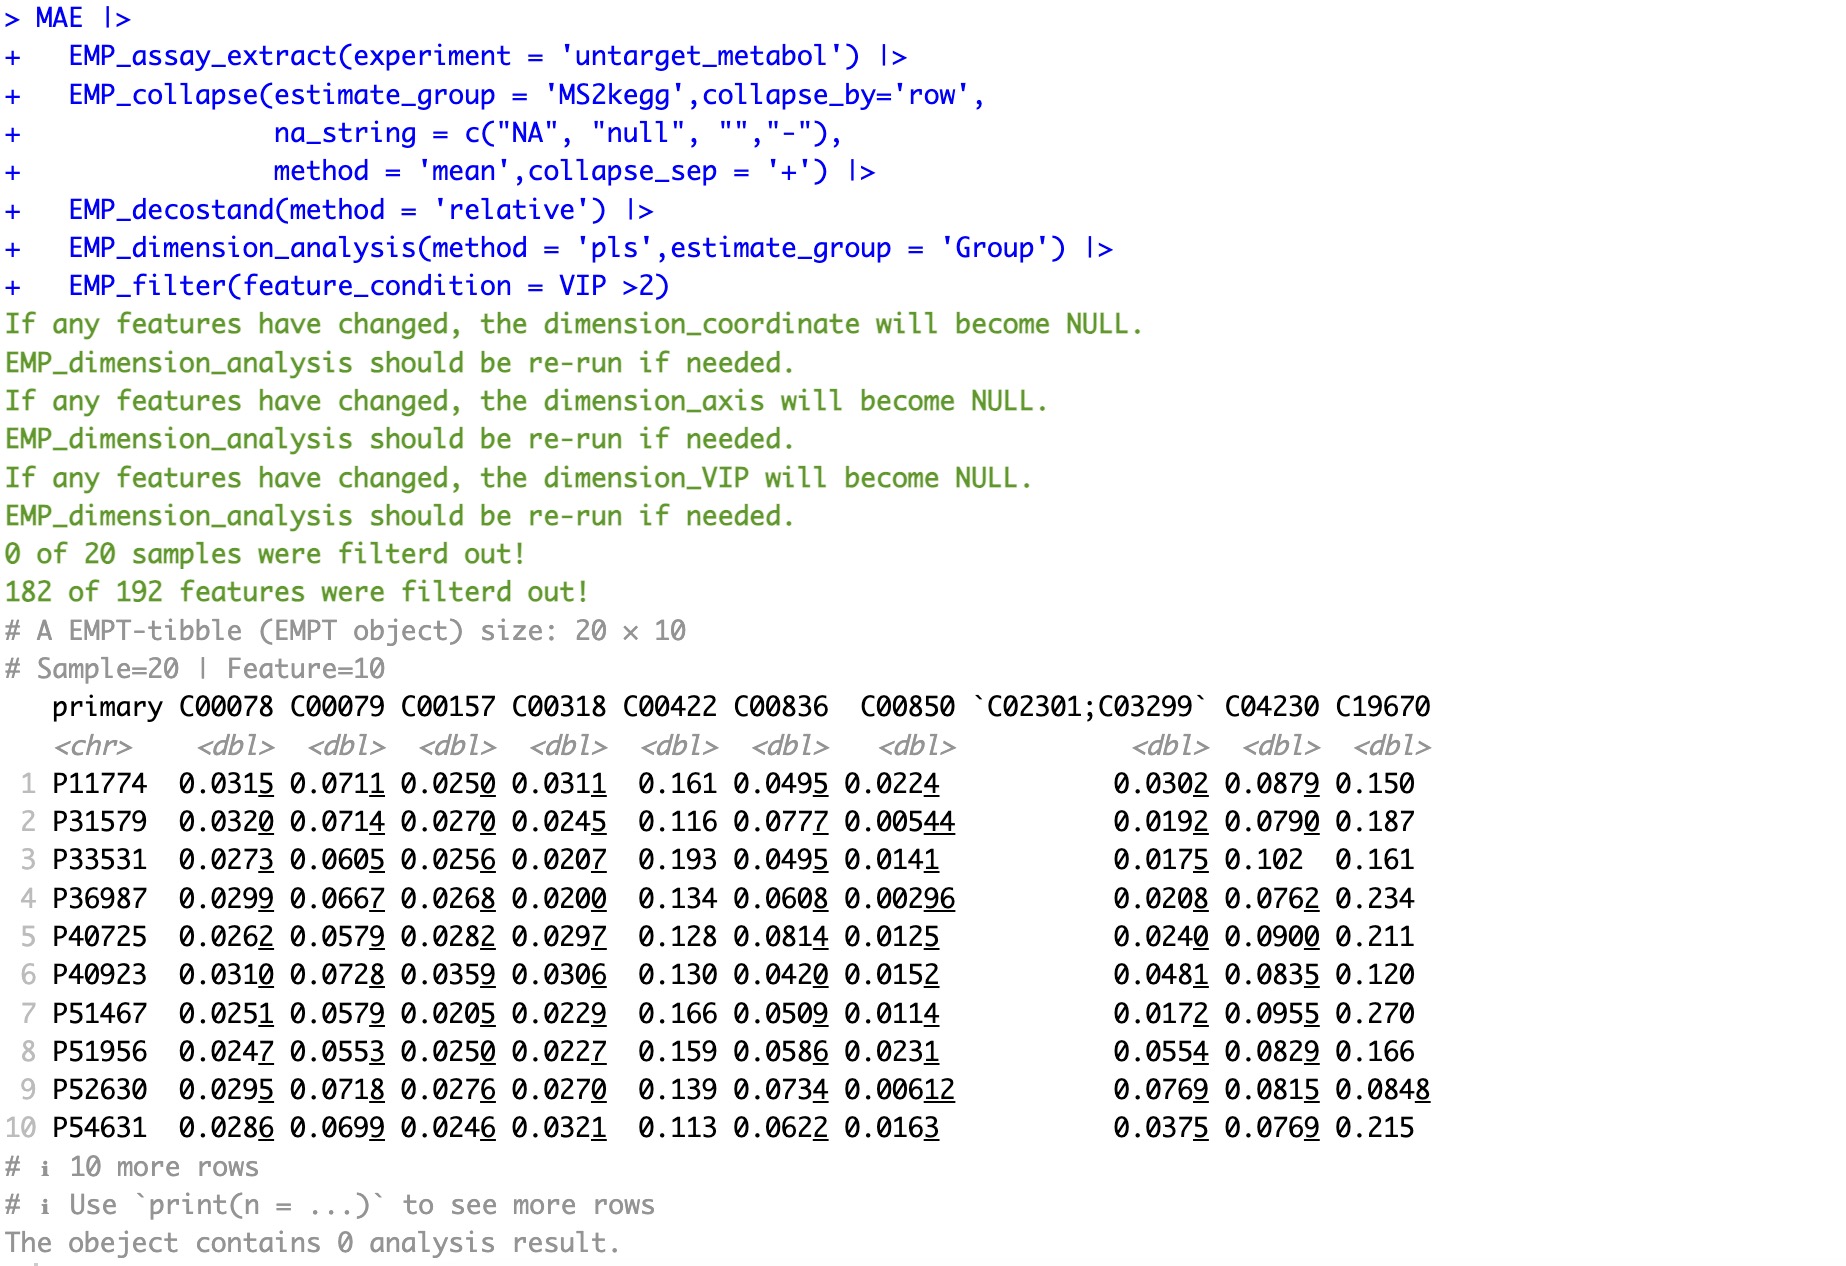 > MAE |>
+   EMP_assay_extract(experiment = 'untarget_metabol') |>
+   EMP_collapse(estimate_group = 'MS2kegg',collapse_by='row',
+                na_string = c("NA", "null", "","-"),
+                method = 'mean',collapse_sep = '+') |>
+   EMP_decostand(method = 'relative') |>
+   EMP_dimension_analysis(method = 'pls',estimate_group = 'Group') |>
+   EMP_filter(feature_condition = VIP >2)
If any features have changed, the dimension_coordinate will become NULL.
EMP_dimension_analysis should be re-run if needed.
If any features have changed, the dimension_axis will become NULL.
EMP_dimension_analysis should be re-run if needed.
If any features have changed, the dimension_VIP will become NULL.
EMP_dimension_analysis should be re-run if needed.
0 of 20 samples were filterd out!
182 of 192 features were filterd out!
# A EMPT-tibble (EMPT object) size: 20 × 10
# Sample=20 | Feature=10
   primary C00078 C00079 C00157 C00318 C00422 C00836  C00850 `C02301;C03299` C04230 C19670
   <chr>    <dbl>  <dbl>  <dbl>  <dbl>  <dbl>  <dbl>   <dbl>           <dbl>  <dbl>  <dbl>
 1 P11774  0.0315 0.0711 0.0250 0.0311  0.161 0.0495 0.0224           0.0302 0.0879 0.150
 2 P31579  0.0320 0.0714 0.0270 0.0245  0.116 0.0777 0.00544          0.0192 0.0790 0.187
 3 P33531  0.0273 0.0605 0.0256 0.0207  0.193 0.0495 0.0141           0.0175 0.102  0.161
 4 P36987  0.0299 0.0667 0.0268 0.0200  0.134 0.0608 0.00296          0.0208 0.0762 0.234
 5 P40725  0.0262 0.0579 0.0282 0.0297  0.128 0.0814 0.0125           0.0240 0.0900 0.211
 6 P40923  0.0310 0.0728 0.0359 0.0306  0.130 0.0420 0.0152           0.0481 0.0835 0.120
 7 P51467  0.0251 0.0579 0.0205 0.0229  0.166 0.0509 0.0114           0.0172 0.0955 0.270
 8 P51956  0.0247 0.0553 0.0250 0.0227  0.159 0.0586 0.0231           0.0554 0.0829 0.166
 9 P52630  0.0295 0.0718 0.0276 0.0270  0.139 0.0734 0.00612          0.0769 0.0815 0.0848
10 P54631  0.0286 0.0699 0.0246 0.0321  0.113 0.0622 0.0163           0.0375 0.0769 0.215
# ℹ 10 more rows
# ℹ Use `print(n = ...)` to see more rows
The obeject contains 0 analysis result.